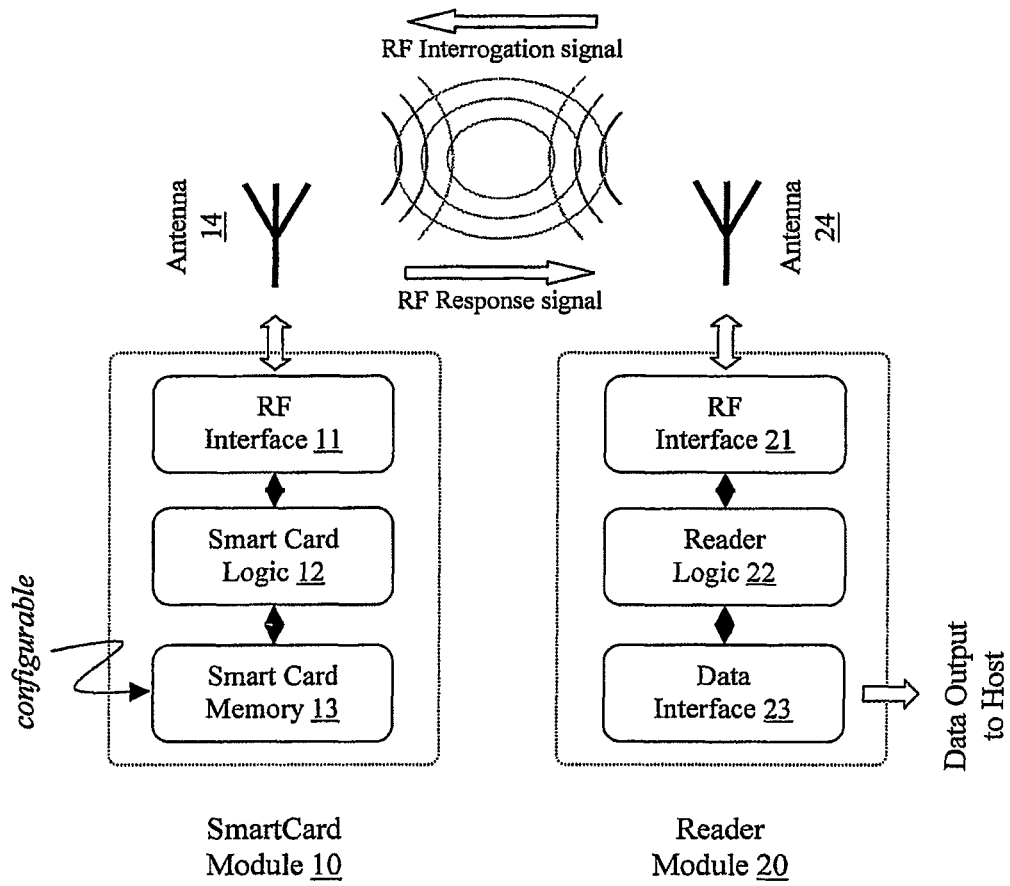 RF Interrogation signal
Antenna
14
Antenna
24
RF Response signal
RF
Interface 11
RF
Interface 21
Smart Card
Logic 12
Reader
Logic 22
configurable
Smart Card
Memory 13
Data
Interface 23
Data Output
to Host
SmartCard
Module 10
Reader
Module 20